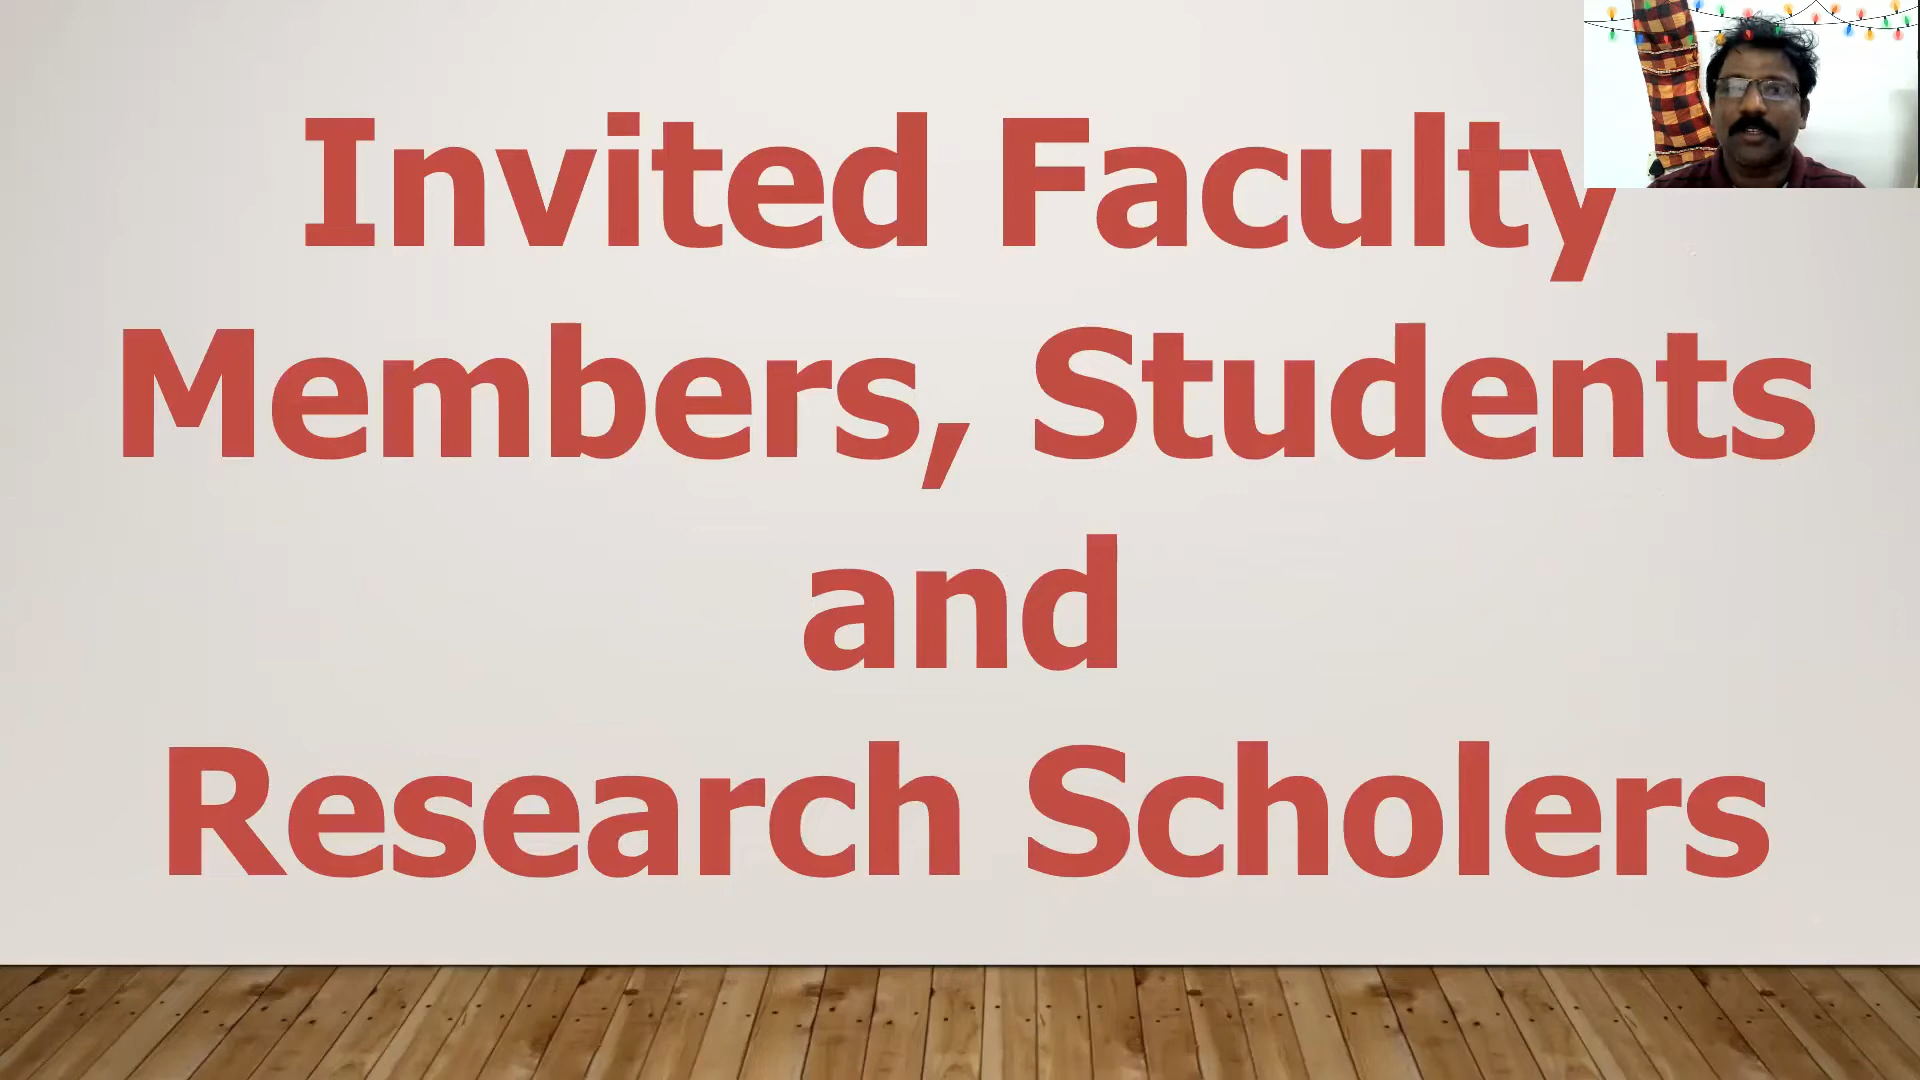 Invited Faculty
Members, Students
and
Research Scholers